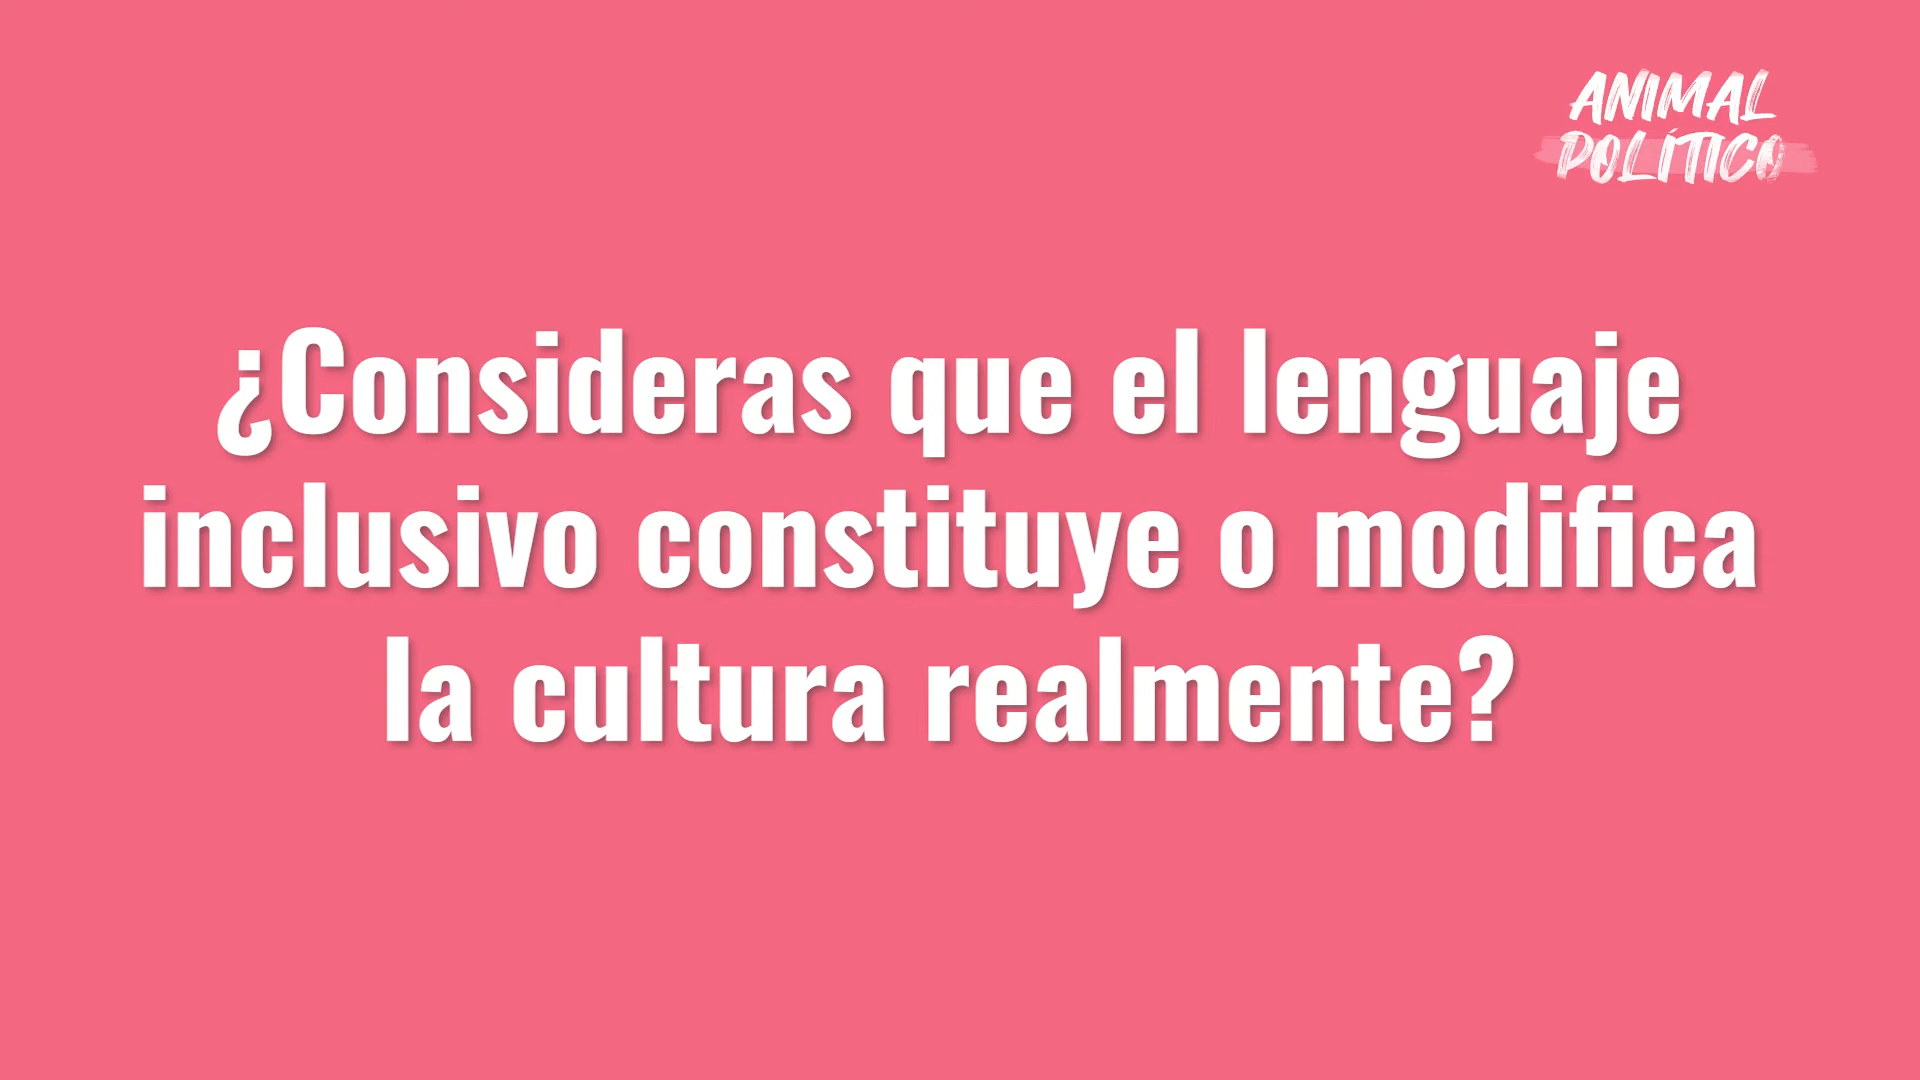 ANIMAL
POLÍTICO
¿Consideras que el lenguaje
inclusivo constituye o modifica
la cultura realmente?